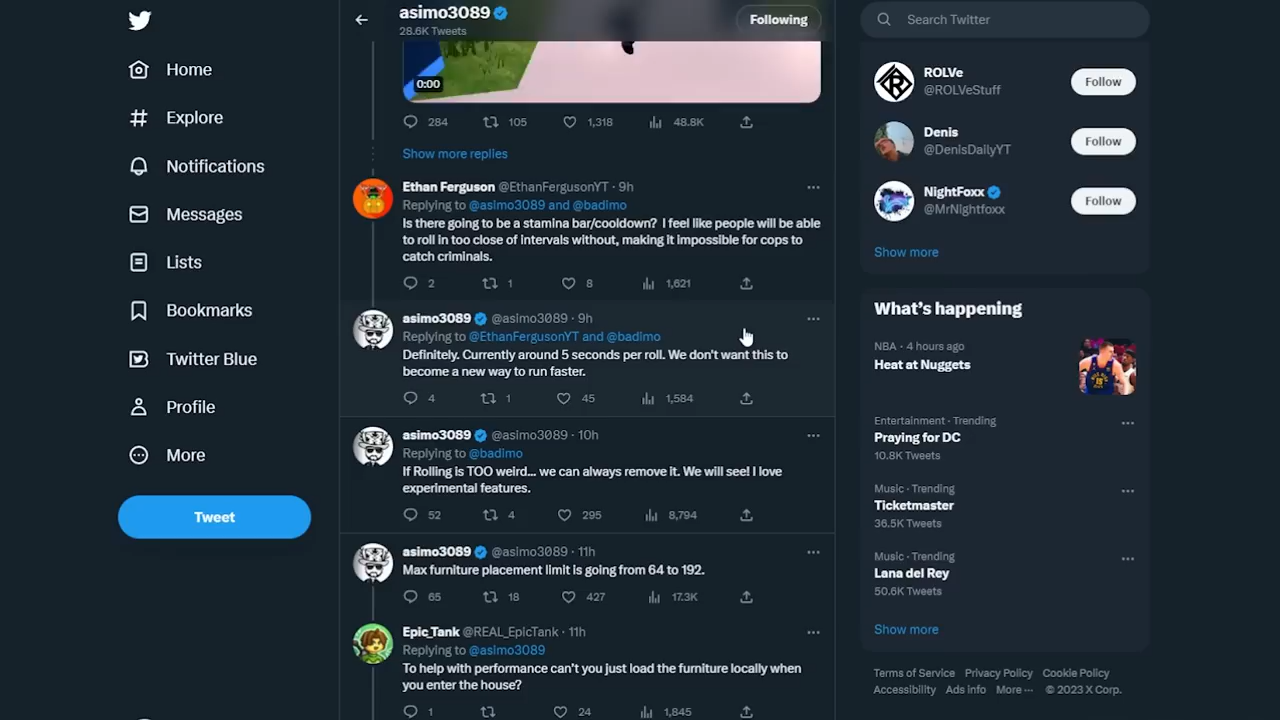 Home
Explore
Notifications
Messages
Lists
Bookmarks
Twitter Blue
Profile
More
Tweet
asimo3089
28.6K Tweets
Following
0:00
284 105 1,318 48.8K
Show more replies
Ethan Ferguson @EthanFergusonYT · 9h
Replying to @asimo3089 and @badimo
Is there going to be a stamina bar/cooldown? I feel like people will be able
to roll in too close of intervals without, making it impossible for cops to
catch criminals.
2 1 8 1,621
asimo3089 @asimo3089 · 9h
Replying to @EthanFergusonYT and @badimo
Definitely. Currently around 5 seconds per roll. We don't want this to
become a new way to run faster.
4 1 45 1,584
asimo3089 @asimo3089 · 10h
Replying to @badimo
If Rolling is TOO weird... we can always remove it. We will see! I love
experimental features.
52 4 295 8,794
asimo3089 @asimo3089 · 11h
Max furniture placement limit is going from 64 to 192.
65 18 427 17.3K
Epic_Tank @REAL_EpicTank · 11h
Replying to @asimo3089
To help with performance can't you just load the furniture locally when
you enter the house?
1 24 1,845
Search Twitter
ROLVe
@ROLVeStuff
Follow
Denis
@DenisDailyYT
Follow
NightFoxx
@MrNightfoxx
Follow
Show more
What's happening
NBA · 4 hours ago
Heat at Nuggets
Entertainment · Trending
Praying for DC
10.8K Tweets
Music · Trending
Ticketmaster
36.5K Tweets
Music · Trending
Lana del Rey
50.6K Tweets
Show more
Terms of Service Privacy Policy Cookie Policy
Accessibility Ads info More ··· © 2023 X Corp.